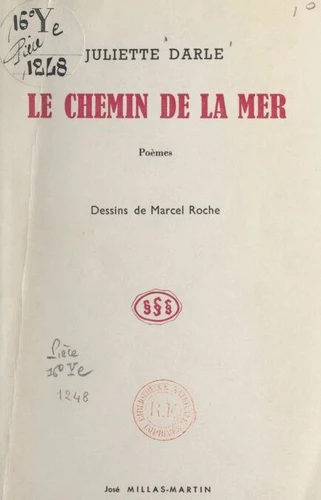 16° Ye
Pièce
1248
JULIETTE DARLE
LE CHEMIN DE LA MER
Poèmes
Dessins de Marcel Roche
§§§
Pièce
16° Ye
1248
R.F.
José MILLAS-MARTIN